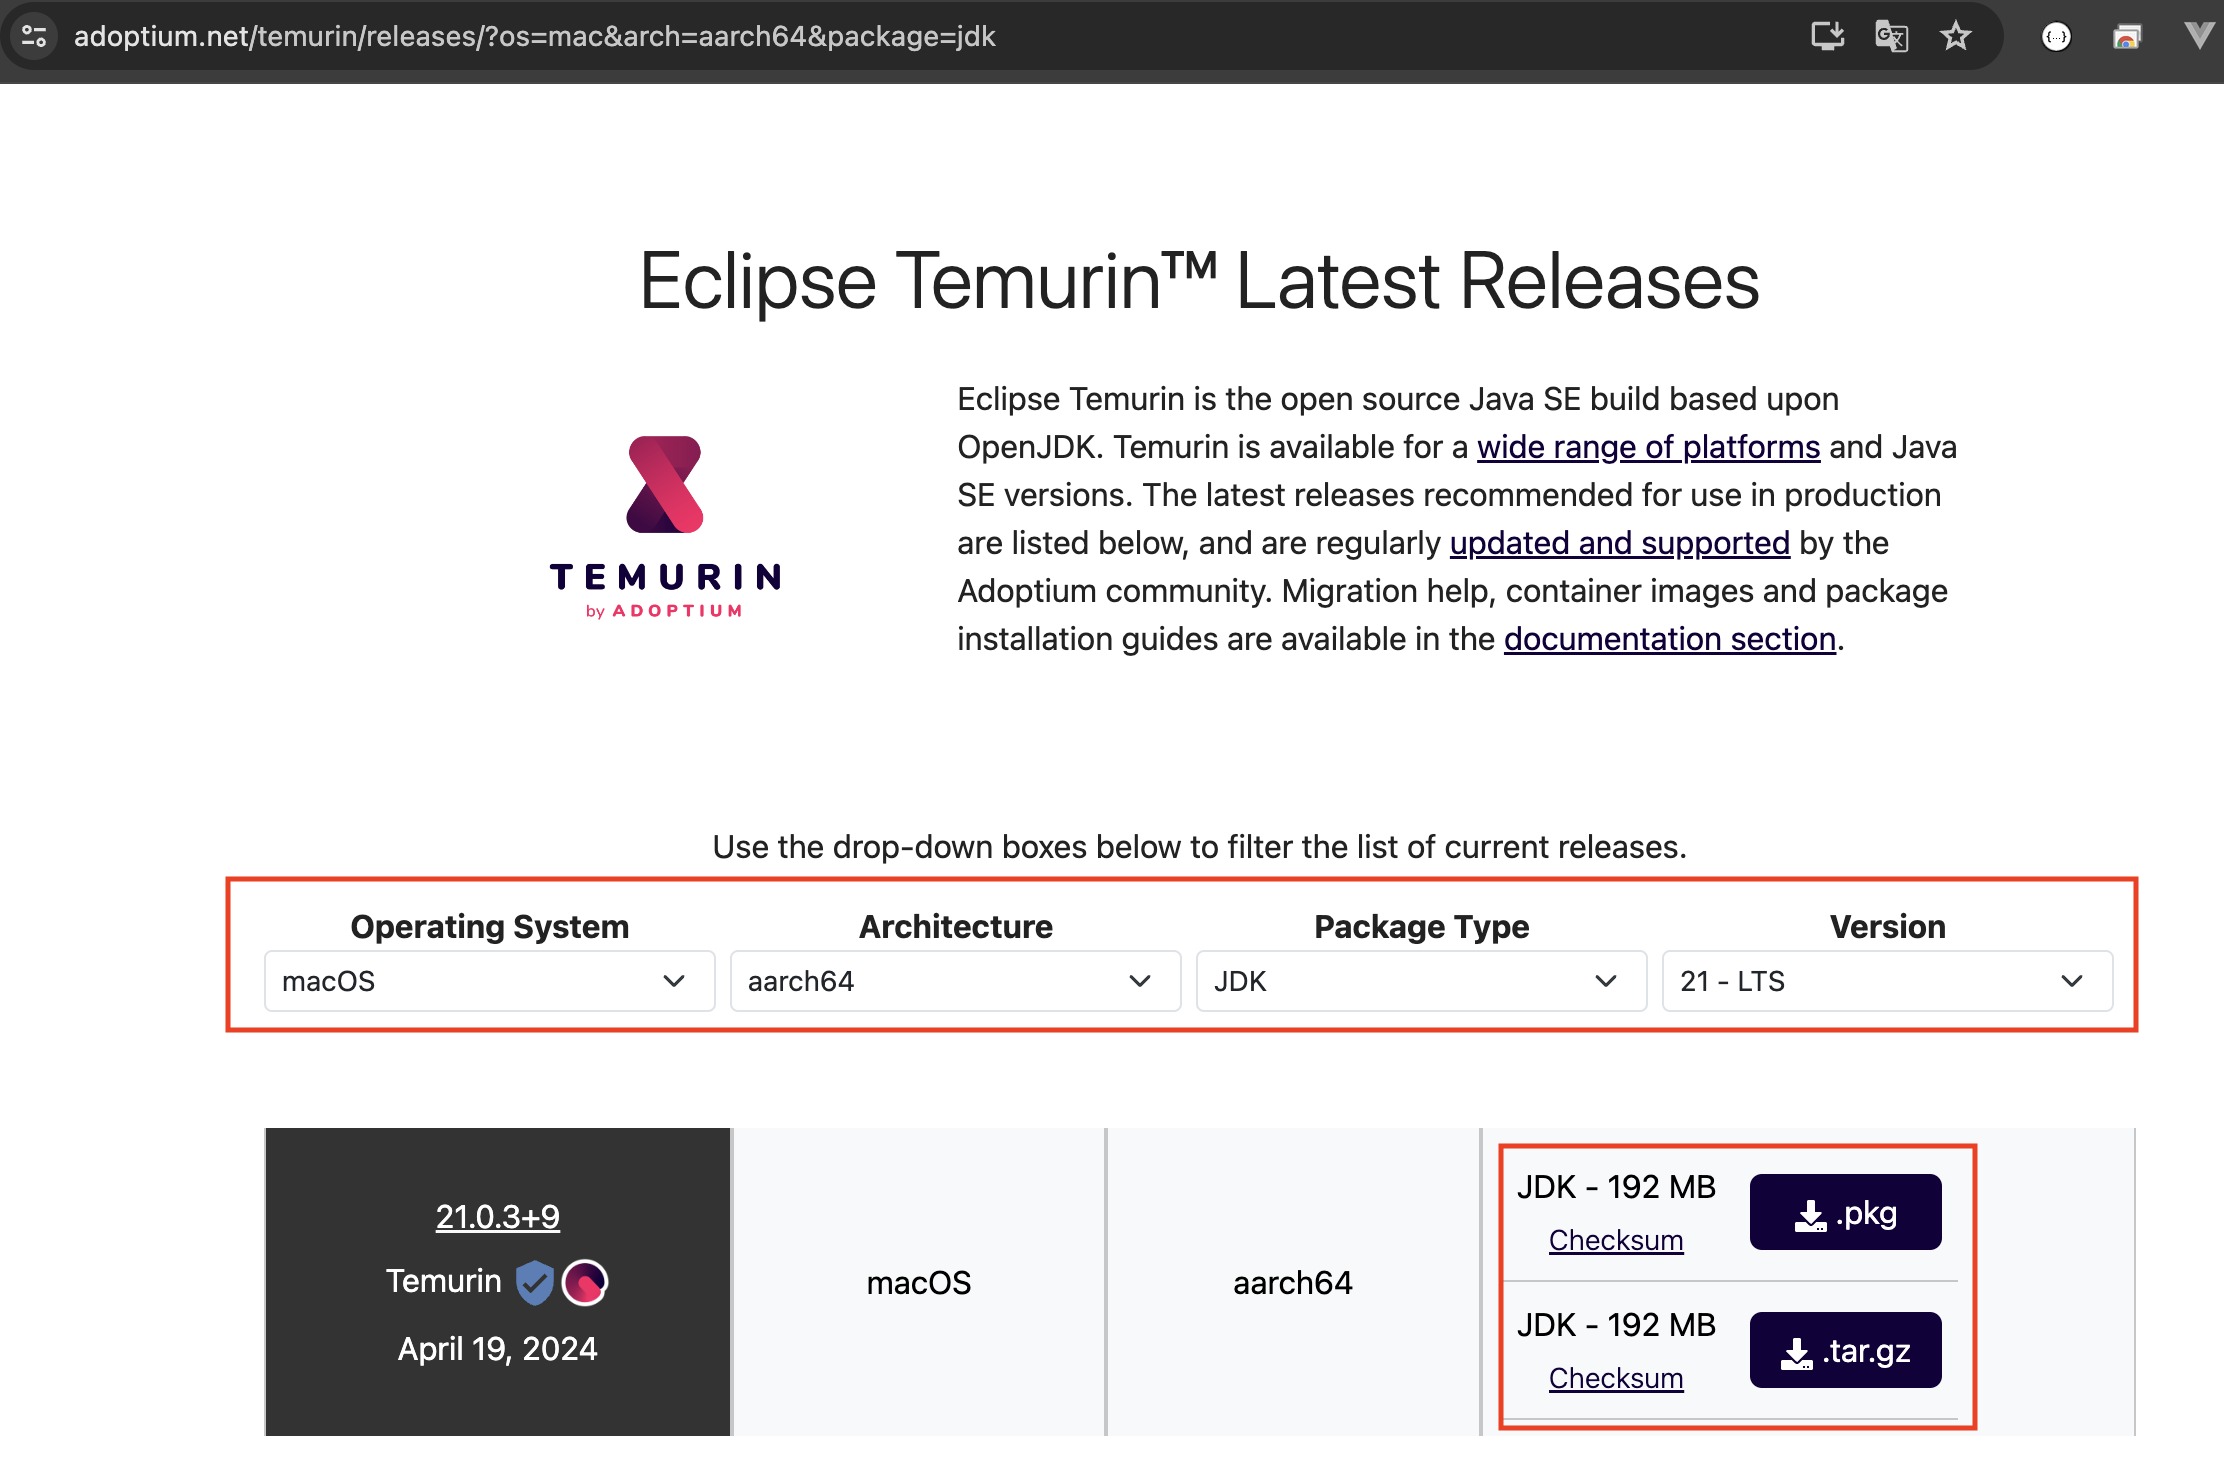 adoptium.net/temurin/releases/?os=mac&arch=aarch64&package=jdk
Eclipse Temurin™ Latest Releases
TEMURIN
by ADOPTIUM
Eclipse Temurin is the open source Java SE build based upon
OpenJDK. Temurin is available for a wide range of platforms and Java
SE versions. The latest releases recommended for use in production
are listed below, and are regularly updated and supported by the
Adoptium community. Migration help, container images and package
installation guides are available in the documentation section.
Use the drop-down boxes below to filter the list of current releases.
Operating System Architecture Package Type Version
macOS aarch64 JDK 21 - LTS
21.0.3+9
Temurin
April 19, 2024
macOS
aarch64
JDK - 192 MB
Checksum
.pkg
JDK - 192 MB
Checksum
.tar.gz